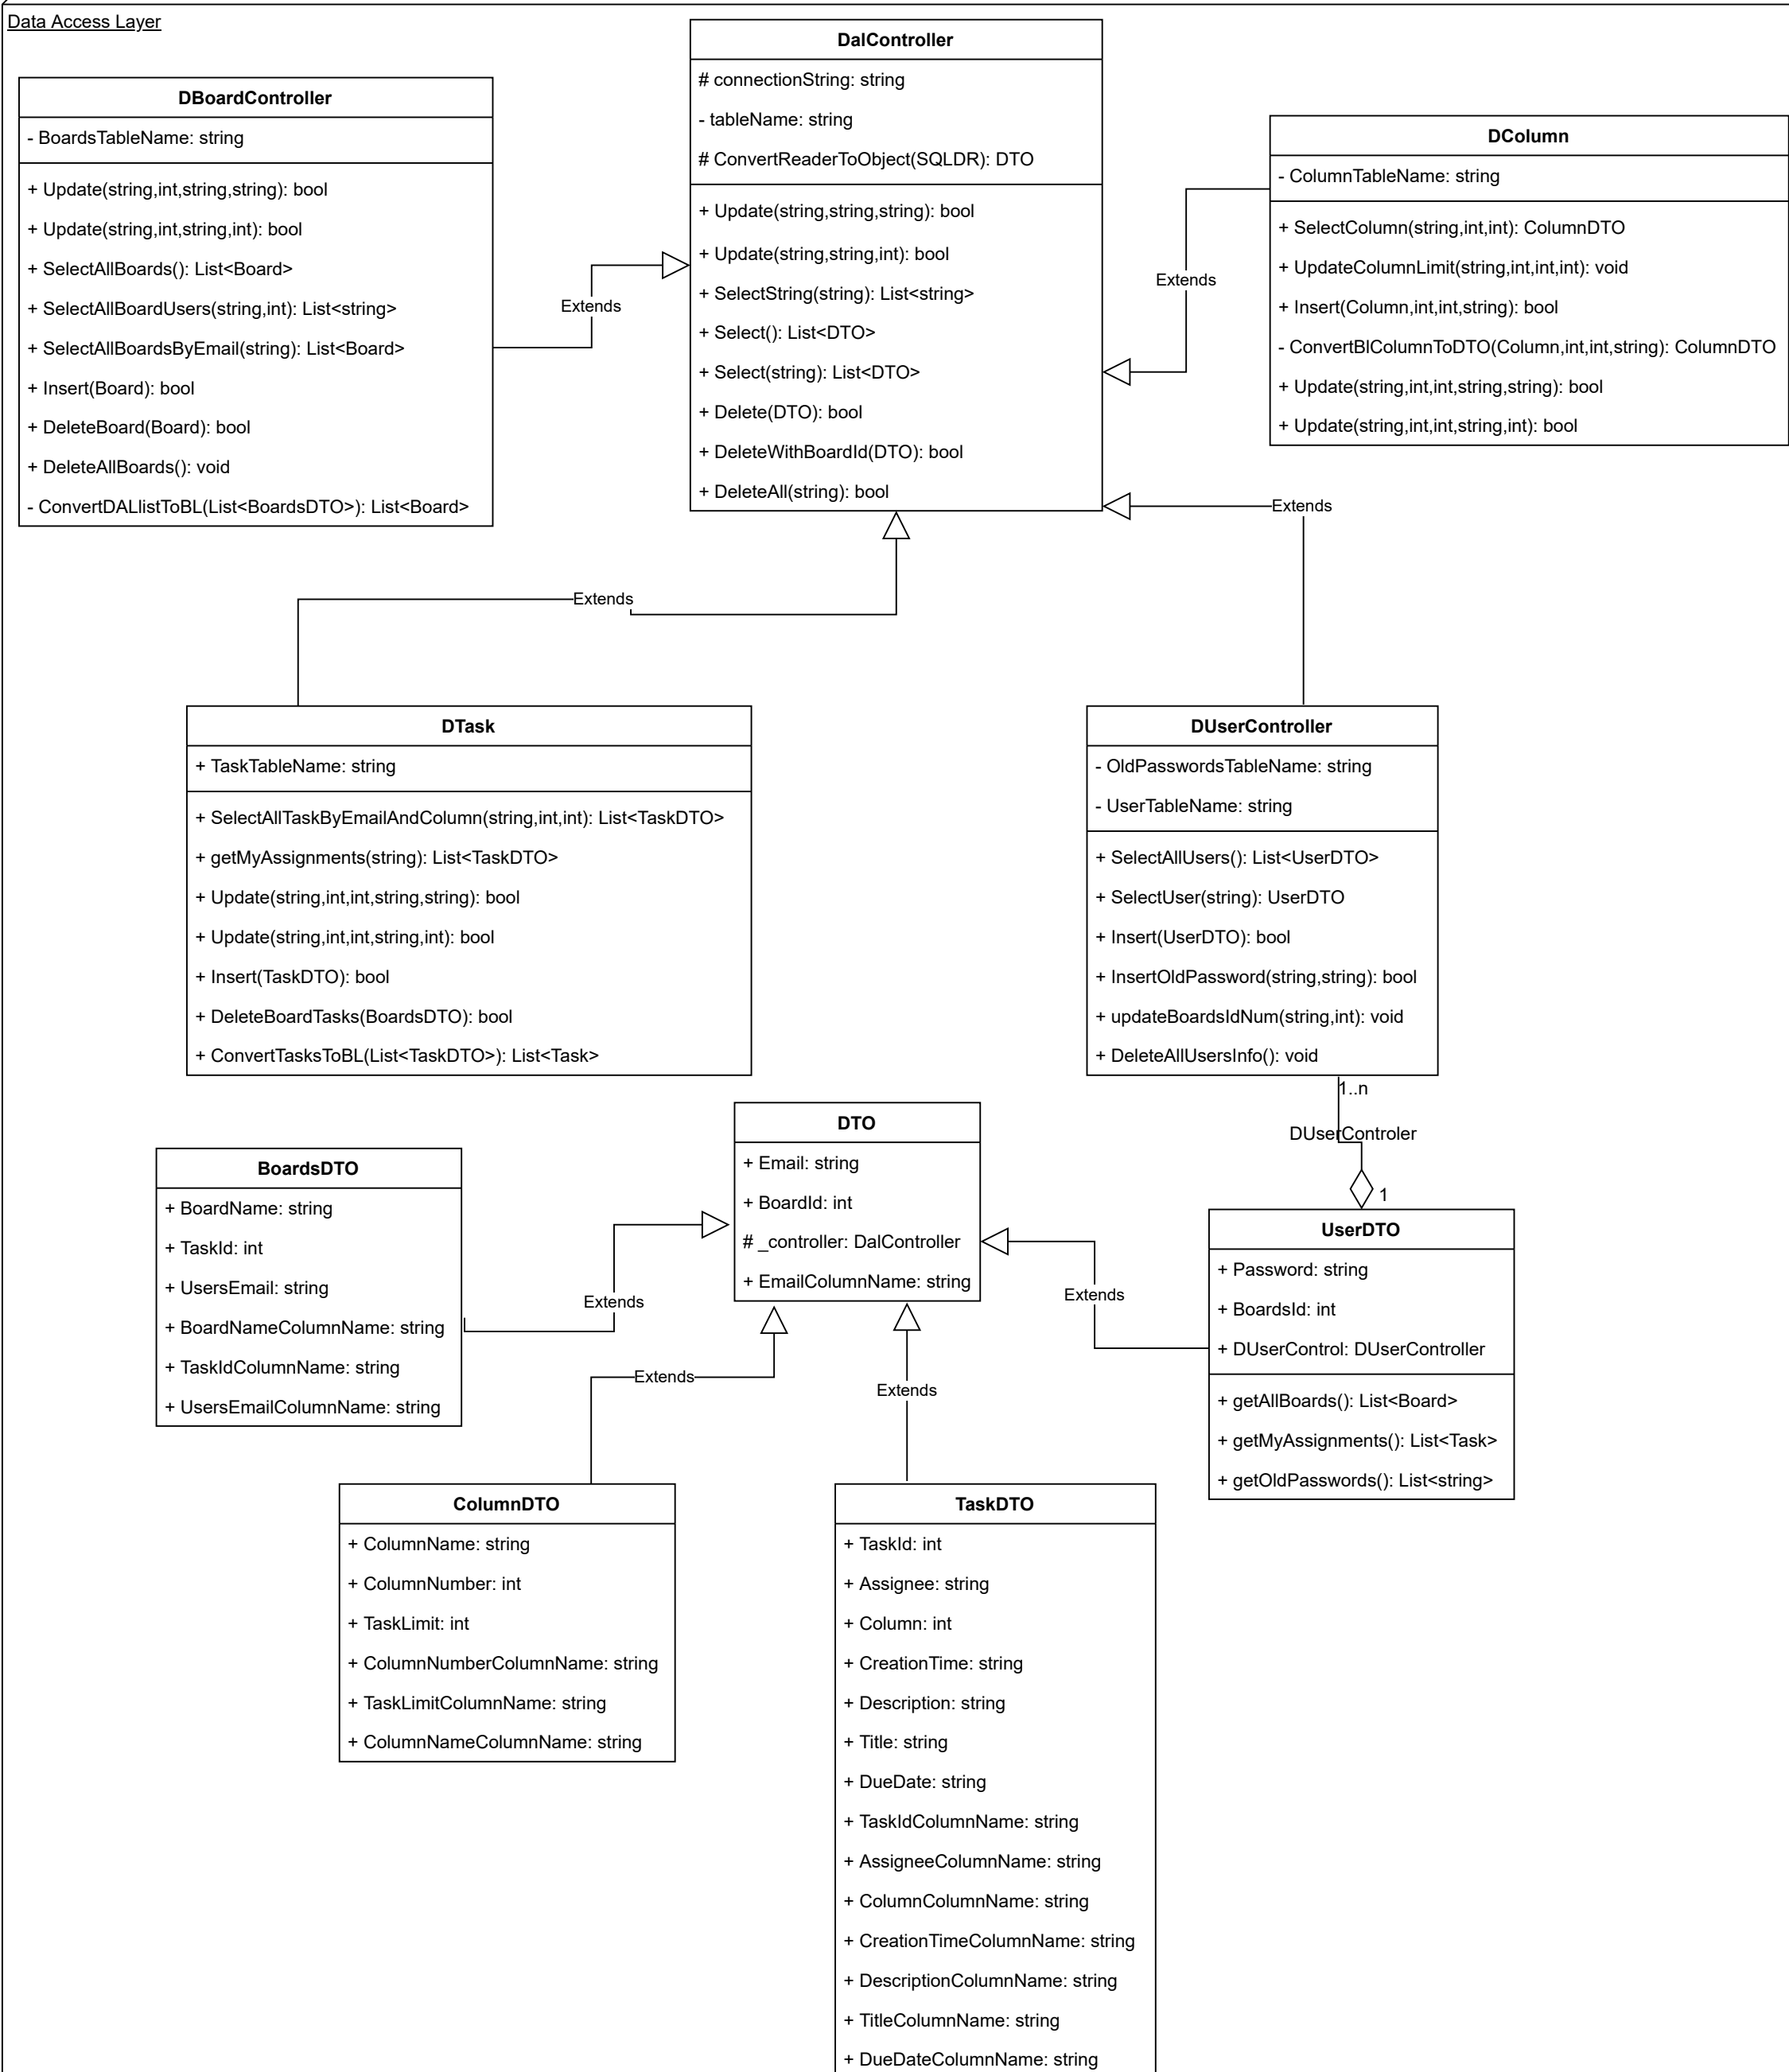 Data Access Layer
DBoardController
- BoardsTableName: string
+ Update(string,int,string,string): bool
+ Update(string,int,string,int): bool
+ SelectAllBoards(): List<Board>
+ SelectAllBoardUsers(string,int): List<string>
+ SelectAllBoardsByEmail(string): List<Board>
+ Insert(Board): bool
+ DeleteBoard(Board): bool
+ DeleteAllBoards(): void
- ConvertDALlistToBL(List<BoardsDTO>): List<Board>
Extends
DalController
# connectionString: string
- tableName: string
# ConvertReaderToObject(SQLDR): DTO
+ Update(string,string,string): bool
+ Update(string,string,int): bool
+ SelectString(string): List<string>
+ Select(): List<DTO>
+ Select(string): List<DTO>
+ Delete(DTO): bool
+ DeleteWithBoardId(DTO): bool
+ DeleteAll(string): bool
Extends
DColumn
- ColumnTableName: string
+ SelectColumn(string,int,int): ColumnDTO
+ UpdateColumnLimit(string,int,int,int): void
+ Insert(Column,int,int,string): bool
- ConvertBlColumnToDTO(Column,int,int,string): ColumnDTO
+ Update(string,int,int,string,string): bool
+ Update(string,int,int,string,int): bool
Extends
Extends
DTask
+ TaskTableName: string
+ SelectAllTaskByEmailAndColumn(string,int,int): List<TaskDTO>
+ getMyAssignments(string): List<TaskDTO>
+ Update(string,int,int,string,string): bool
+ Update(string,int,int,string,int): bool
+ Insert(TaskDTO): bool
+ DeleteBoardTasks(BoardsDTO): bool
+ ConvertTasksToBL(List<TaskDTO>): List<Task>
DUserController
- OldPasswordsTableName: string
- UserTableName: string
+ SelectAllUsers(): List<UserDTO>
+ SelectUser(string): UserDTO
+ Insert(UserDTO): bool
+ InsertOldPassword(string,string): bool
+ updateBoardsIdNum(string,int): void
+ DeleteAllUsersInfo(): void
1..n
DUserControler
1
BoardsDTO
+ BoardName: string
+ TaskId: int
+ UsersEmail: string
+ BoardNameColumnName: string
+ TaskIdColumnName: string
+ UsersEmailColumnName: string
Extends
DTO
+ Email: string
+ BoardId: int
# _controller: DalController
+ EmailColumnName: string
Extends
UserDTO
+ Password: string
+ BoardsId: int
+ DUserControl: DUserController
+ getAllBoards(): List<Board>
+ getMyAssignments(): List<Task>
+ getOldPasswords(): List<string>
Extends
Extends
ColumnDTO
+ ColumnName: string
+ ColumnNumber: int
+ TaskLimit: int
+ ColumnNumberColumnName: string
+ TaskLimitColumnName: string
+ ColumnNameColumnName: string
TaskDTO
+ TaskId: int
+ Assignee: string
+ Column: int
+ CreationTime: string
+ Description: string
+ Title: string
+ DueDate: string
+ TaskIdColumnName: string
+ AssigneeColumnName: string
+ ColumnColumnName: string
+ CreationTimeColumnName: string
+ DescriptionColumnName: string
+ TitleColumnName: string
+ DueDateColumnName: string